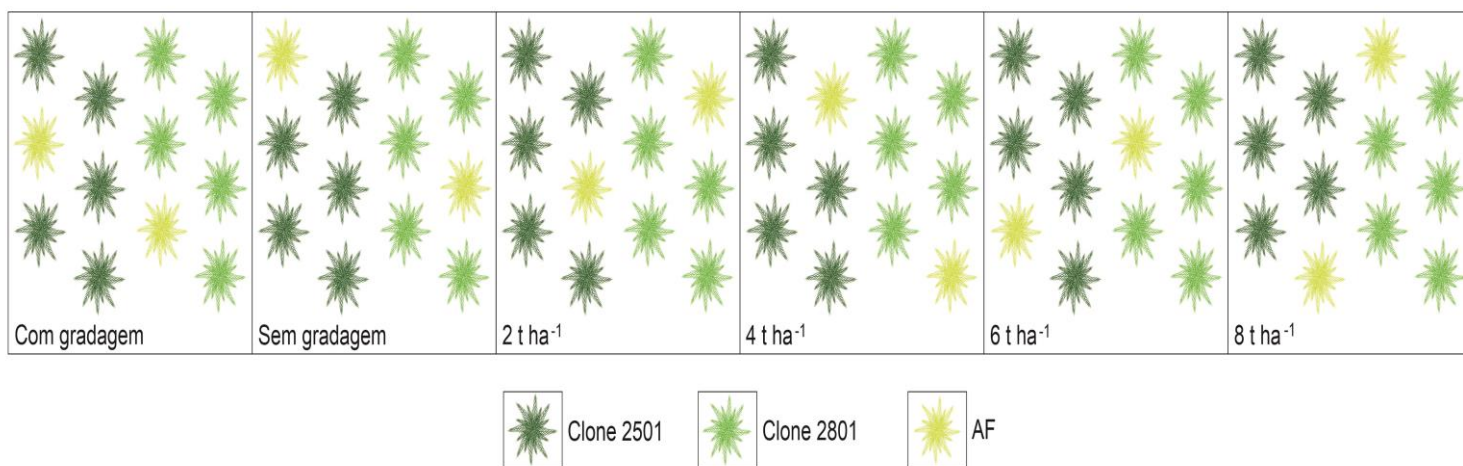 Com gradagem
Sem gradagem
2 t ha⁻¹
4 t ha⁻¹
6 t ha⁻¹
8 t ha⁻¹
Clone 2501
Clone 2801
AF